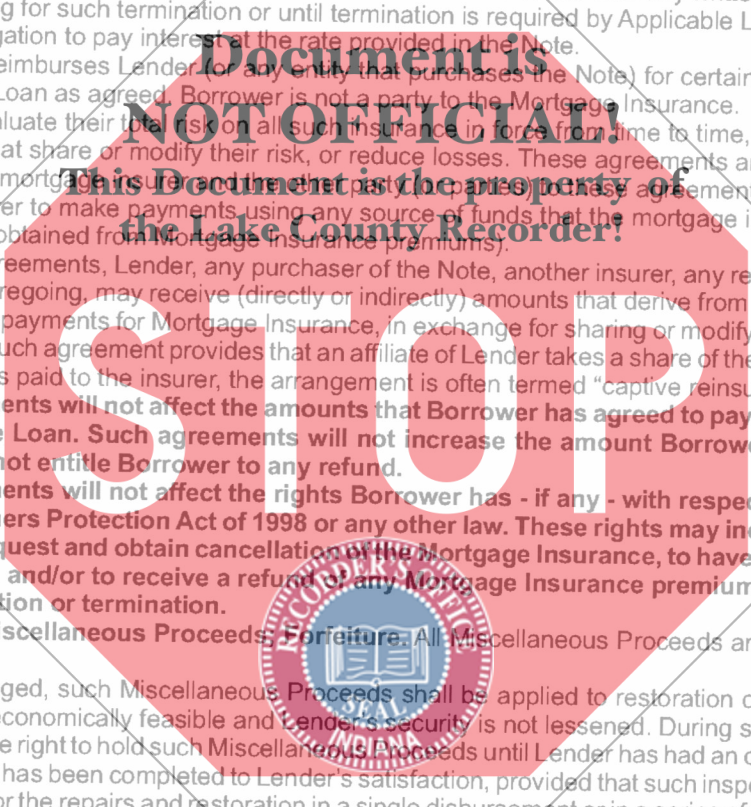 g for such termination or until termination is required by Applicable L
gation to pay interest at the rate provided in the Note.
Document is
eimburses Lender (or any entity that purchases the Note) for certain
Loan as agreed. Borrower is not a party to the Mortgage Insurance.
NOT OFFICIAL!
luate their total risk on all such insurance in force from time to time,
at share or modify their risk, or reduce losses. These agreements a
This Document is the property of
mortgage insurer and the other party (or parties) to these agreemen
er to make payments using any source of funds that the mortgage i
the Lake County Recorder!
obtained from Mortgage Insurance premiums).
reements, Lender, any purchaser of the Note, another insurer, any re
regoing, may receive (directly or indirectly) amounts that derive from
payments for Mortgage Insurance, in exchange for sharing or modify
STOP
uch agreement provides that an affiliate of Lender takes a share of the
s paid to the insurer, the arrangement is often termed “captive reinsu
ents will not affect the amounts that Borrower has agreed to pay
e Loan. Such agreements will not increase the amount Borrowe
not entitle Borrower to any refund.
ents will not affect the rights Borrower has - if any - with respec
ers Protection Act of 1998 or any other law. These rights may in
quest and obtain cancellation of the Mortgage Insurance, to have
and/or to receive a refund of any Mortgage Insurance premium
tion or termination.
RECORDER'S OFFICE
iscellaneous Proceeds; Forfeiture. All Miscellaneous Proceeds ar
ged, such Miscellaneous Proceeds shall be applied to restoration o
SEAL
economically feasible and Lender's security is not lessened. During s
INDIANA
e right to hold such Miscellaneous Proceeds until Lender has had an o
has been completed to Lender's satisfaction, provided that such insp
or the repairs and restoration in a single disbursement